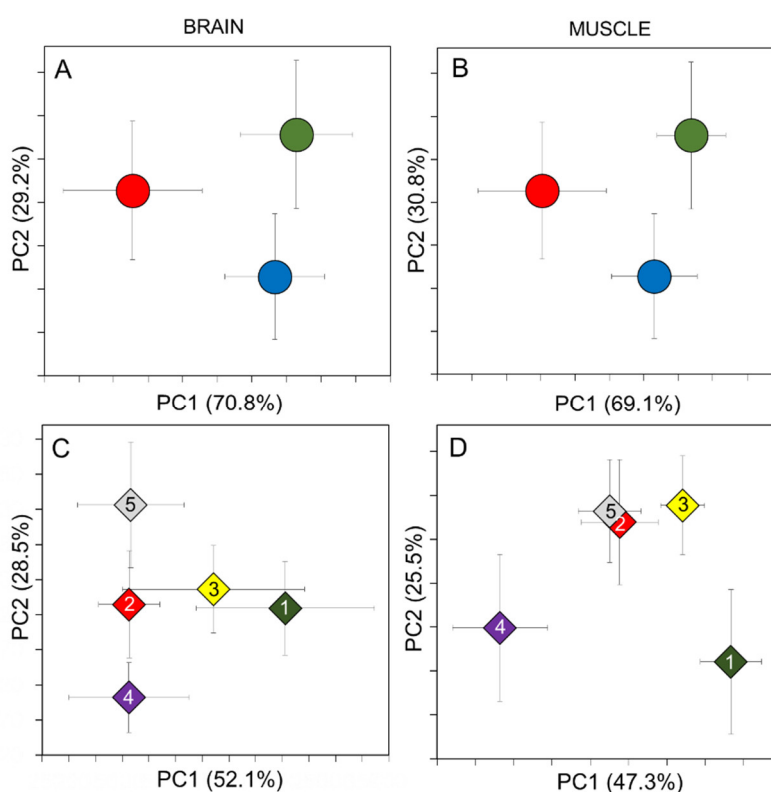 BRAIN
MUSCLE
A
B
PC2 (29.2%)
PC2 (30.8%)
PC1 (70.8%)
PC1 (69.1%)
C
D
5
3
2
1
4
5
2
3
4
1
PC2 (28.5%)
PC2 (25.5%)
PC1 (52.1%)
PC1 (47.3%)